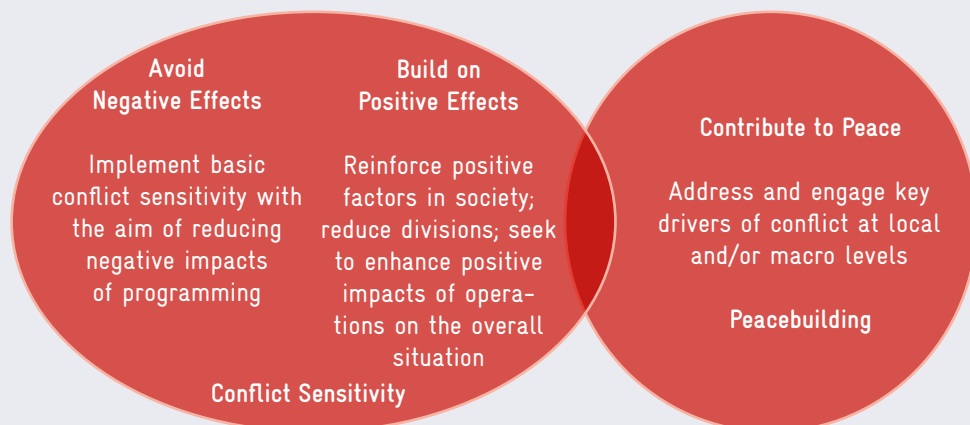 Avoid
Negative Effects
Implement basic
conflict sensitivity with
the aim of reducing
negative impacts
of programming
Build on
Positive Effects
Reinforce positive
factors in society;
reduce divisions; seek
to enhance positive
impacts of opera-
tions on the overall
situation
Conflict Sensitivity
Contribute to Peace
Address and engage key
drivers of conflict at local
and/or macro levels
Peacebuilding